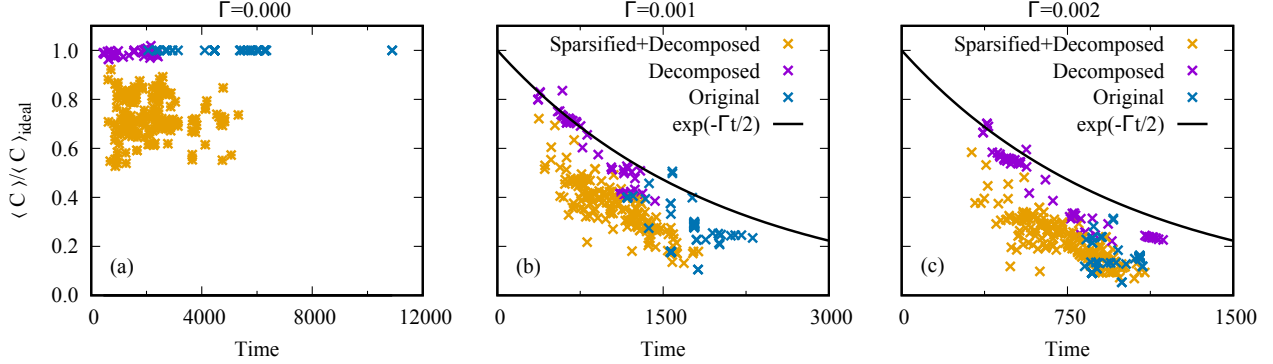 Γ=0.000
Γ=0.001
Γ=0.002
⟨ C ⟩/⟨ C ⟩ideal
1.0
0.8
0.6
0.4
0.2
0.0
(a)
0
4000
8000
12000
Time
Sparsified+Decomposed
Decomposed
Original
exp(-Γt/2)
(b)
0
1500
3000
Time
Sparsified+Decomposed
Decomposed
Original
exp(-Γt/2)
(c)
0
750
1500
Time